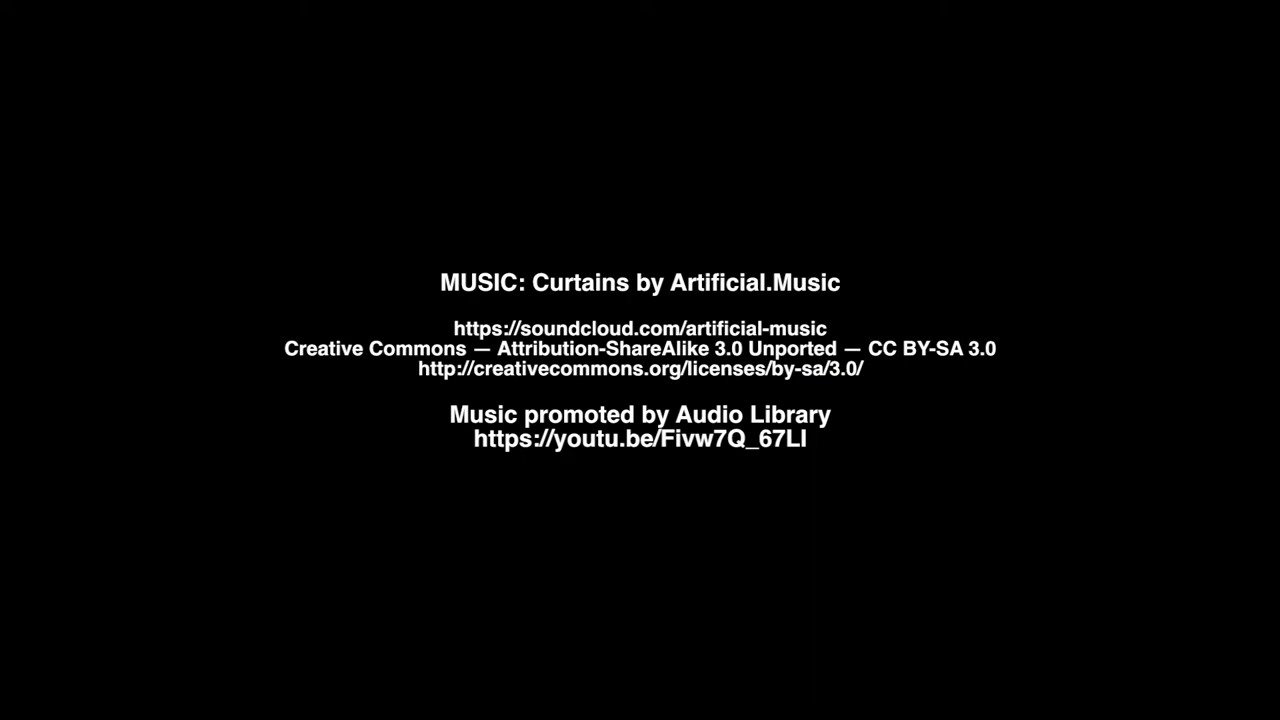 MUSIC: Curtains by Artificial.Music
https://soundcloud.com/artificial-music
Creative Commons — Attribution-ShareAlike 3.0 Unported — CC BY-SA 3.0
http://creativecommons.org/licenses/by-sa/3.0/
Music promoted by Audio Library
https://youtu.be/Fivw7Q_67LI